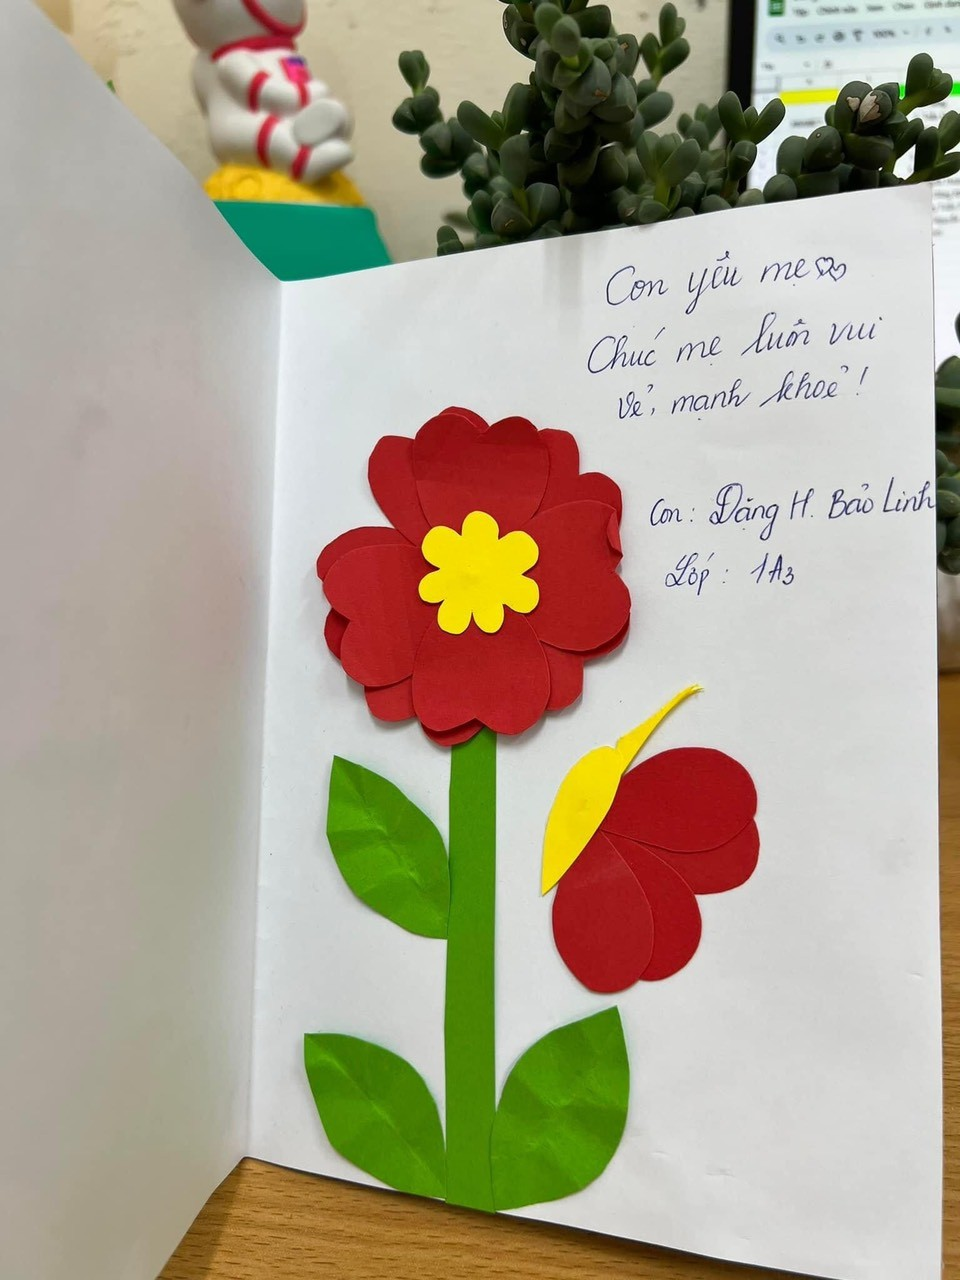 Con yêu mẹ
Chúc mẹ luôn vui
vẻ, mạnh khoẻ!
Con: Đặng H. Bảo Linh
Lớp: 1A3